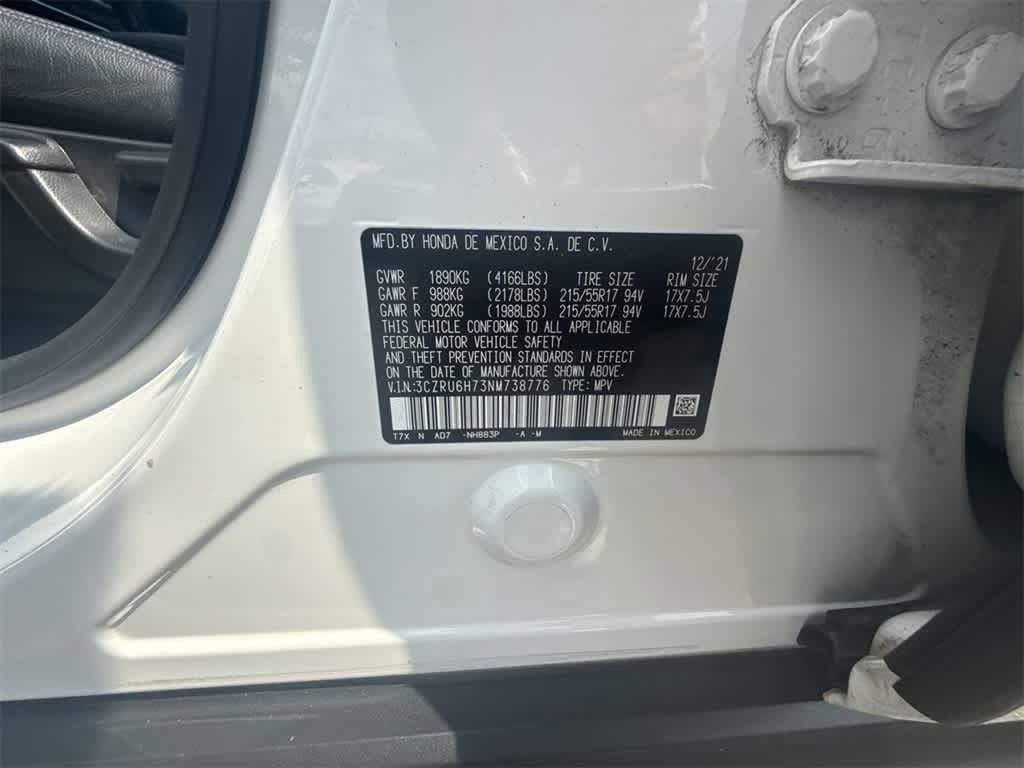 MFD.BY HONDA DE MEXICO S.A. DE C.V.
12/'21
GVWR 1890KG (4166LBS) TIRE SIZE RIM SIZE
GAWR F 988KG (2178LBS) 215/55R17 94V 17X7.5J
GAWR R 902KG (1988LBS) 215/55R17 94V 17X7.5J
THIS VEHICLE CONFORMS TO ALL APPLICABLE
FEDERAL MOTOR VEHICLE SAFETY
AND THEFT PREVENTION STANDARDS IN EFFECT
ON THE DATE OF MANUFACTURE SHOWN ABOVE.
V.I.N.:3CZRU6H73NM738776 TYPE: MPV
T7X N AD7 -NH883P -A -M MADE IN MEXICO